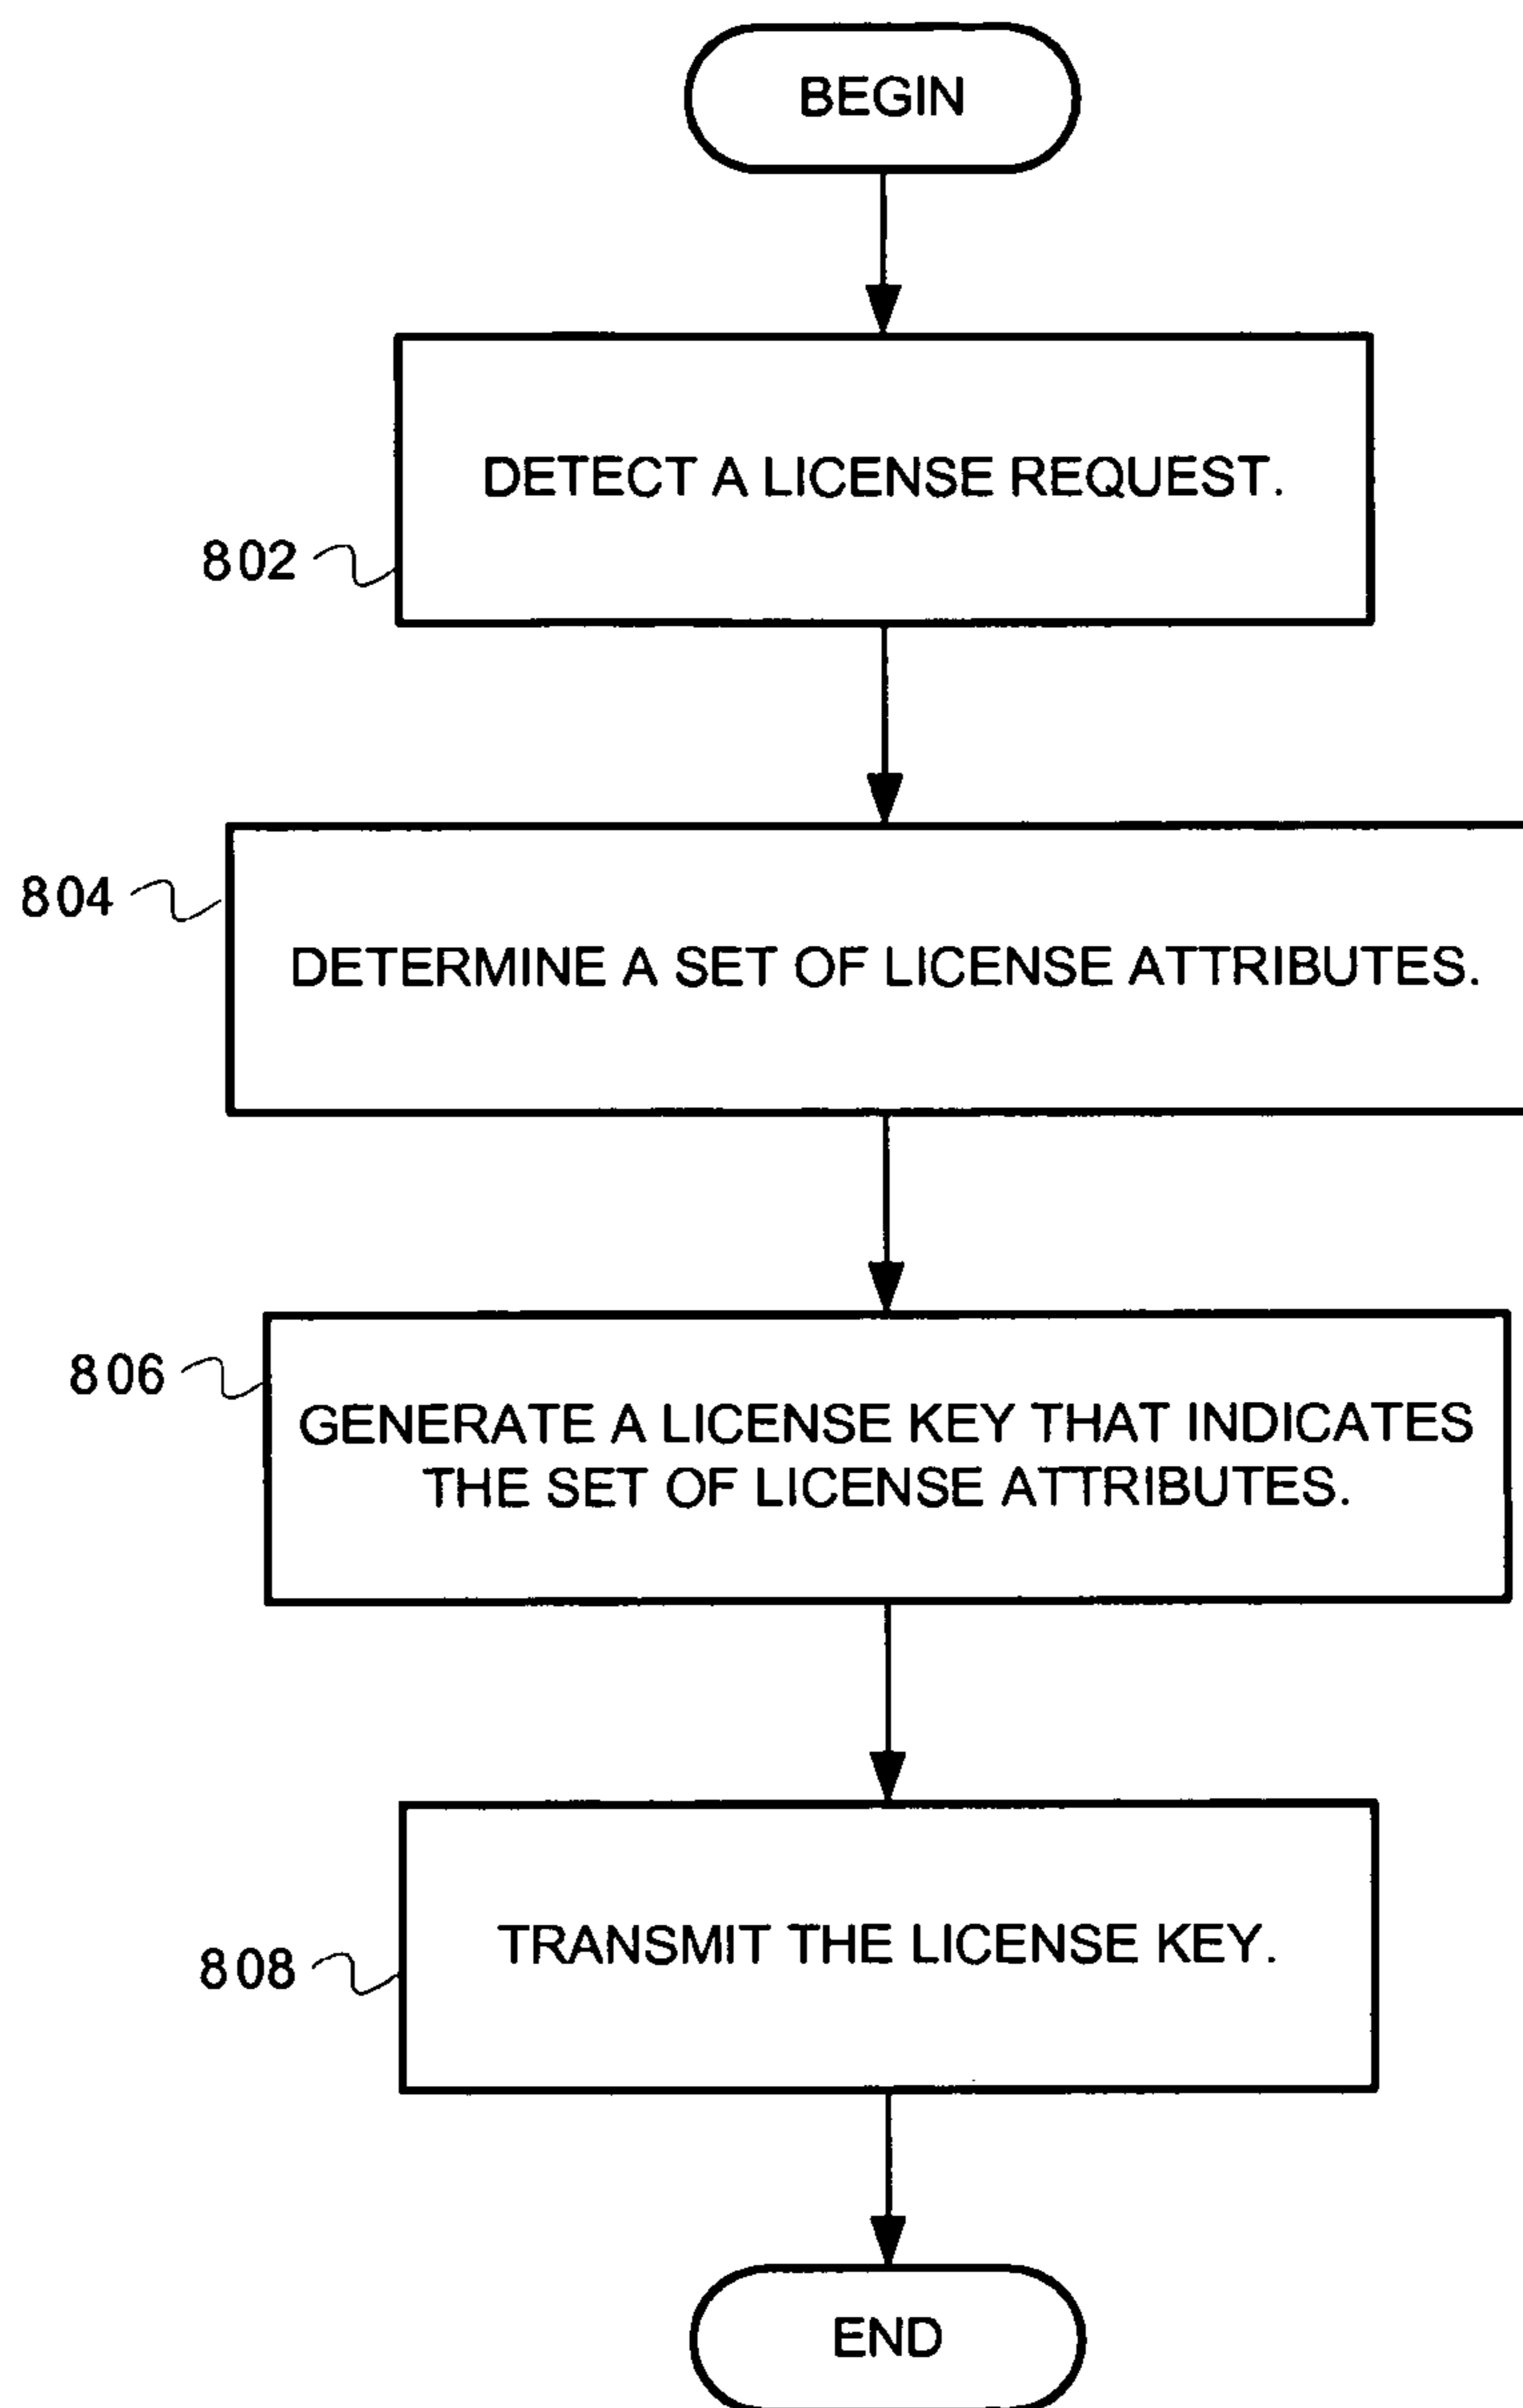 BEGIN
DETECT A LICENSE REQUEST.
802
804
DETERMINE A SET OF LICENSE ATTRIBUTES.
806
GENERATE A LICENSE KEY THAT INDICATES
THE SET OF LICENSE ATTRIBUTES.
TRANSMIT THE LICENSE KEY.
808
END